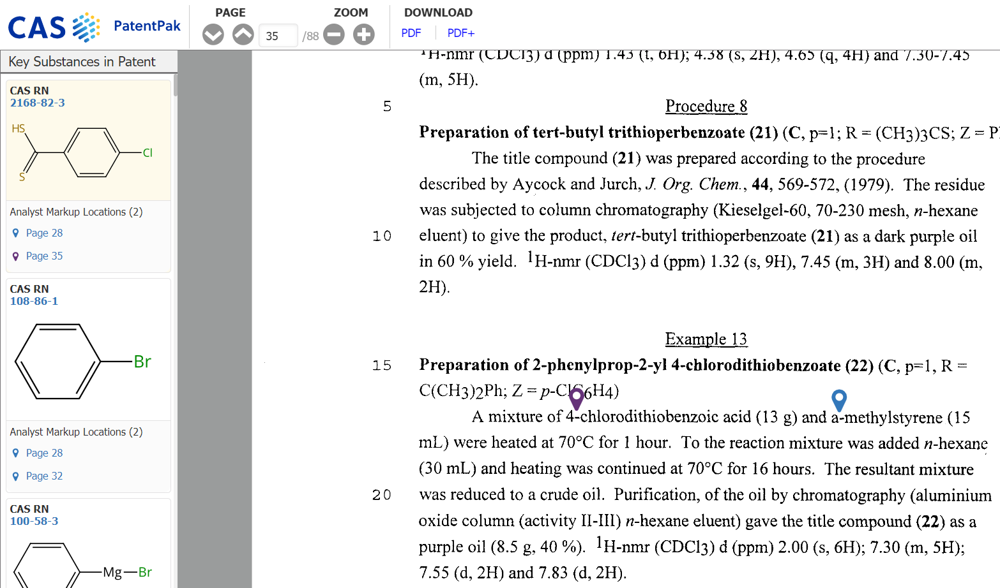 CAS PatentPak
PAGE ZOOM DOWNLOAD
35 /88 PDF PDF+
Key Substances in Patent
CAS RN
2168-82-3
HS
Cl
S
Analyst Markup Locations (2)
Page 28
Page 35
CAS RN
108-86-1
Br
Analyst Markup Locations (2)
Page 28
Page 32
CAS RN
100-58-3
Mg Br
1H-nmr (CDCl3) d (ppm) 1.43 (t, 6H); 4.38 (s, 2H), 4.65 (q, 4H) and 7.30-7.45
(m, 5H).
5 Procedure 8
Preparation of tert-butyl trithioperbenzoate (21) (C, p=1; R = (CH3)3CS; Z = P
The title compound (21) was prepared according to the procedure
described by Aycock and Jurch, J. Org. Chem., 44, 569-572, (1979). The residue
was subjected to column chromatography (Kieselgel-60, 70-230 mesh, n-hexane
10 eluent) to give the product, tert-butyl trithioperbenzoate (21) as a dark purple oil
in 60 % yield. 1H-nmr (CDCl3) d (ppm) 1.32 (s, 9H), 7.45 (m, 3H) and 8.00 (m,
2H).
Example 13
15 Preparation of 2-phenylprop-2-yl 4-chlorodithiobenzoate (22) (C, p=1, R =
C(CH3)2Ph; Z = p-ClC6H4)
A mixture of 4-chlorodithiobenzoic acid (13 g) and a-methylstyrene (15
mL) were heated at 70°C for 1 hour. To the reaction mixture was added n-hexane
(30 mL) and heating was continued at 70°C for 16 hours. The resultant mixture
20 was reduced to a crude oil. Purification, of the oil by chromatography (aluminium
oxide column (activity II-III) n-hexane eluent) gave the title compound (22) as a
purple oil (8.5 g, 40 %). 1H-nmr (CDCl3) d (ppm) 2.00 (s, 6H); 7.30 (m, 5H);
7.55 (d, 2H) and 7.83 (d, 2H).